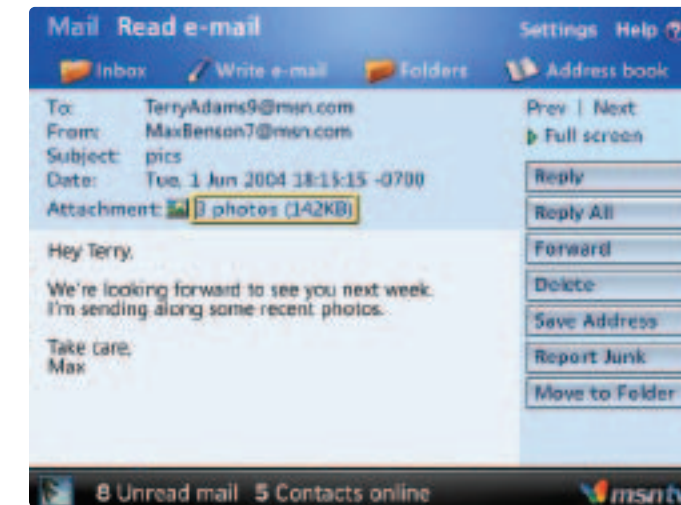 Mail Read e-mail Settings Help ?
Inbox Write e-mail Folders Address book
To: TerryAdams9@msn.com
From: MaxBenson7@msn.com
Subject: pics
Date: Tue, 1 Jun 2004 18:15:15 -0700
Attachment: 3 photos (142KB)
Prev | Next
Full screen
Hey Terry,
We're looking forward to see you next week.
I'm sending along some recent photos.
Take care,
Max
Reply
Reply All
Forward
Delete
Save Address
Report Junk
Move to Folder
8 Unread mail 5 Contacts online msn tv